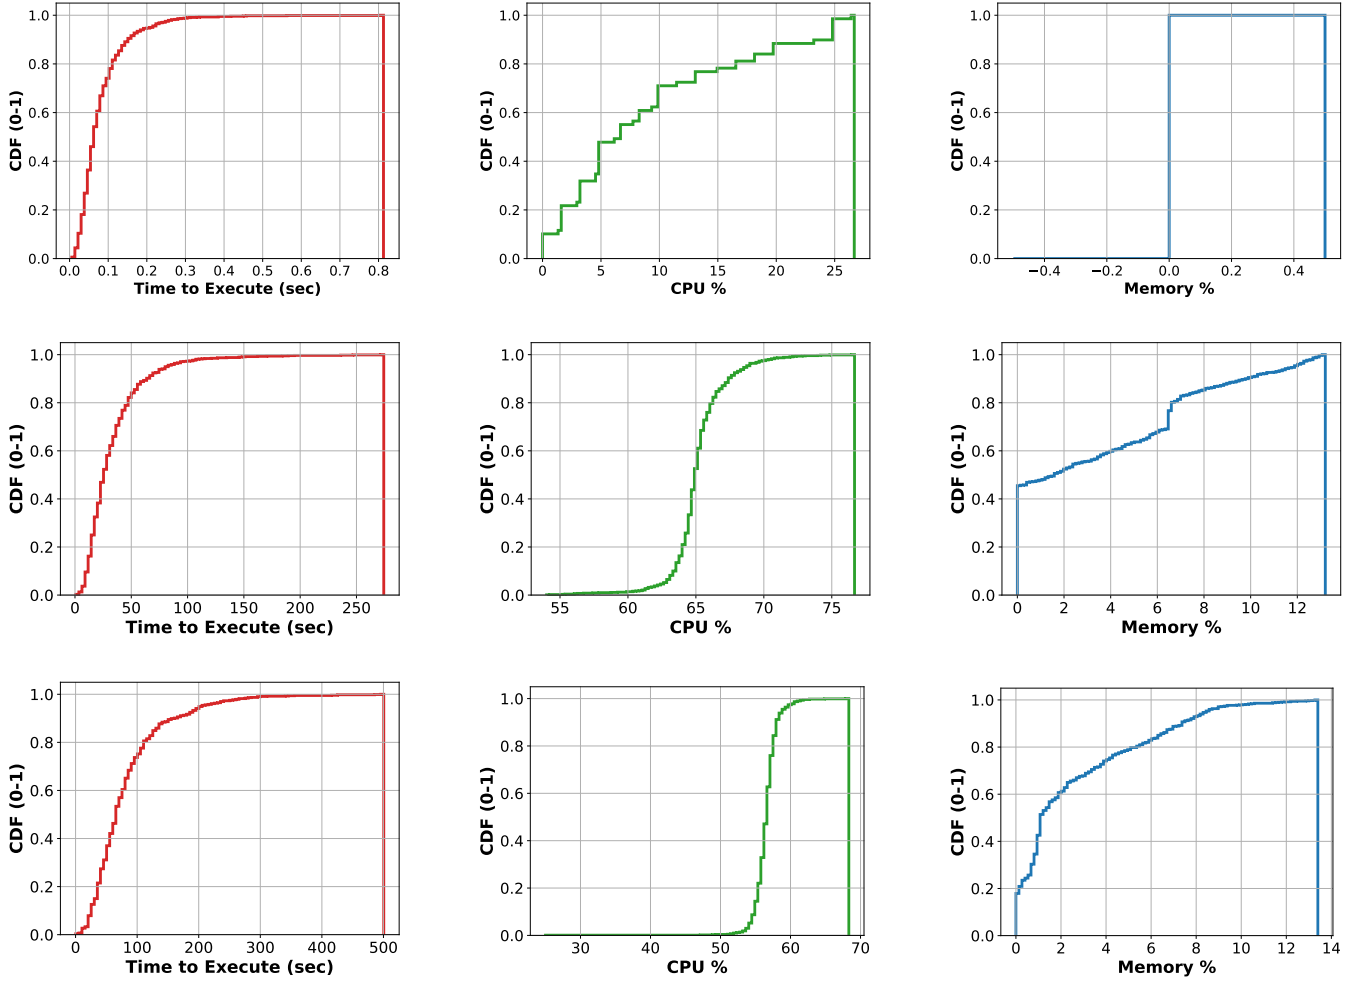 1.0
0.8
0.6
0.4
0.2
0.0
CDF (0-1)
0.0 0.1 0.2 0.3 0.4 0.5 0.6 0.7 0.8
Time to Execute (sec)
1.0
0.8
0.6
0.4
0.2
0.0
CDF (0-1)
0 5 10 15 20 25
CPU %
1.0
0.8
0.6
0.4
0.2
0.0
CDF (0-1)
−0.4 −0.2 0.0 0.2 0.4
Memory %
1.0
0.8
0.6
0.4
0.2
0.0
CDF (0-1)
0 50 100 150 200 250
Time to Execute (sec)
1.0
0.8
0.6
0.4
0.2
0.0
CDF (0-1)
55 60 65 70 75
CPU %
1.0
0.8
0.6
0.4
0.2
0.0
CDF (0-1)
0 2 4 6 8 10 12
Memory %
1.0
0.8
0.6
0.4
0.2
0.0
CDF (0-1)
0 100 200 300 400 500
Time to Execute (sec)
1.0
0.8
0.6
0.4
0.2
0.0
CDF (0-1)
30 40 50 60 70
CPU %
1.0
0.8
0.6
0.4
0.2
0.0
CDF (0-1)
0 2 4 6 8 10 12 14
Memory %